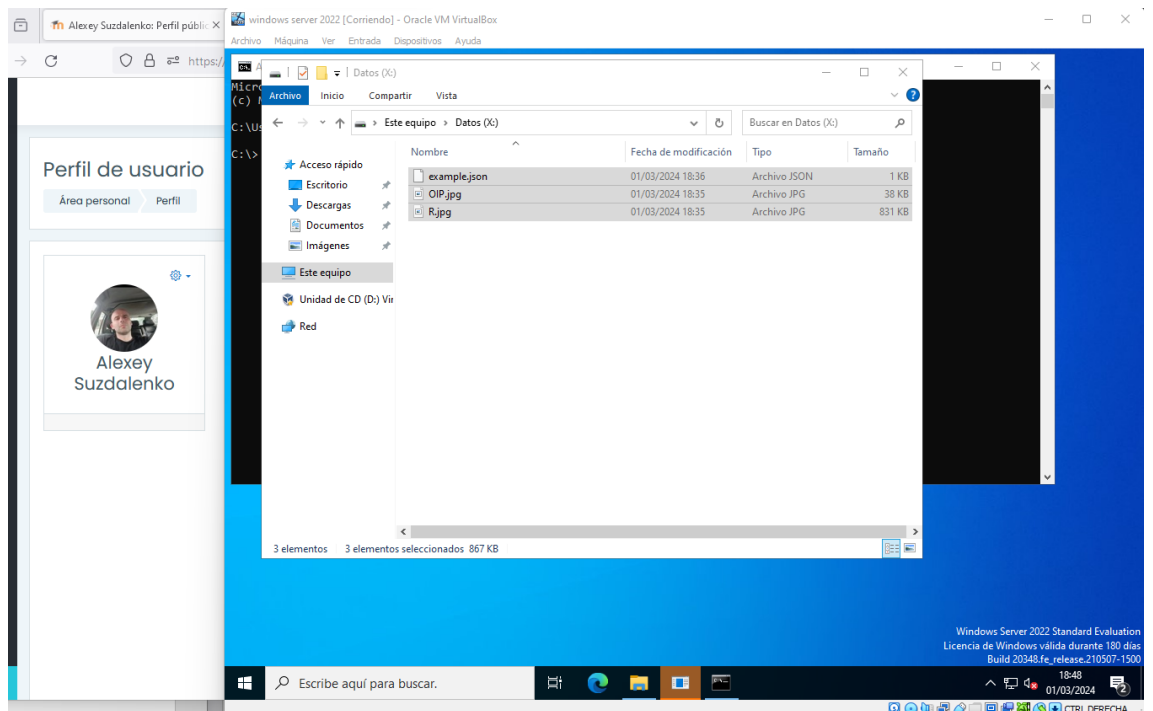 Alexey Suzdalenko: Perfil públic
https:/
Perfil de usuario
Área personal Perfil
Alexey
Suzdalenko
windows server 2022 [Corriendo] - Oracle VM VirtualBox
Archivo Máquina Ver Entrada Dispositivos Ayuda
Micro
(c)
C:\Us
C:\>
Datos (X:)
Archivo Inicio Compartir Vista
Este equipo > Datos (X:)
Buscar en Datos (X:)
Nombre Fecha de modificación Tipo Tamaño
example.json 01/03/2024 18:36 Archivo JSON 1 KB
OIP.jpg 01/03/2024 18:35 Archivo JPG 38 KB
R.jpg 01/03/2024 18:35 Archivo JPG 831 KB
Acceso rápido
Escritorio
Descargas
Documentos
Imágenes
Este equipo
Unidad de CD (D:) Vir
Red
3 elementos 3 elementos seleccionados 867 KB
Windows Server 2022 Standard Evaluation
Licencia de Windows válida durante 180 días
Build 20348.fe_release.210507-1500
Escribe aquí para buscar.
18:48
01/03/2024
2
CTRL DERECHA